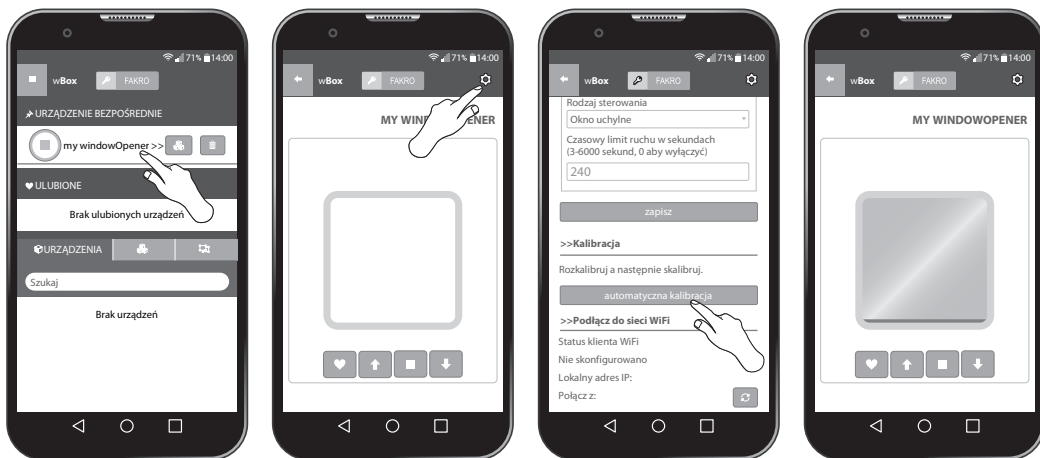 71% 14:00
wBox FAKRO
URZĄDZENIE BEZPOŚREDNIE
my windowOpener >>
ULUBIONE
Brak ulubionych urządzeń
URZĄDZENIA
Szukaj
Brak urządzeń
71% 14:00
wBox FAKRO
MY WINDOWOPENER
71% 14:00
wBox FAKRO
Rodzaj sterowania
Okno uchylne
Czasowy limit ruchu w sekundach
(3-6000 sekund, 0 aby wyłączyć)
240
zapisz
>>Kalibracja
Rozkalibruj a następnie skalibruj.
automatyczna kalibracja
>>Podłącz do sieci WiFi
Status klienta WiFi
Nie skonfigurowano
Lokalny adres IP:
Połącz z:
71% 14:00
wBox FAKRO
MY WINDOWOPENER